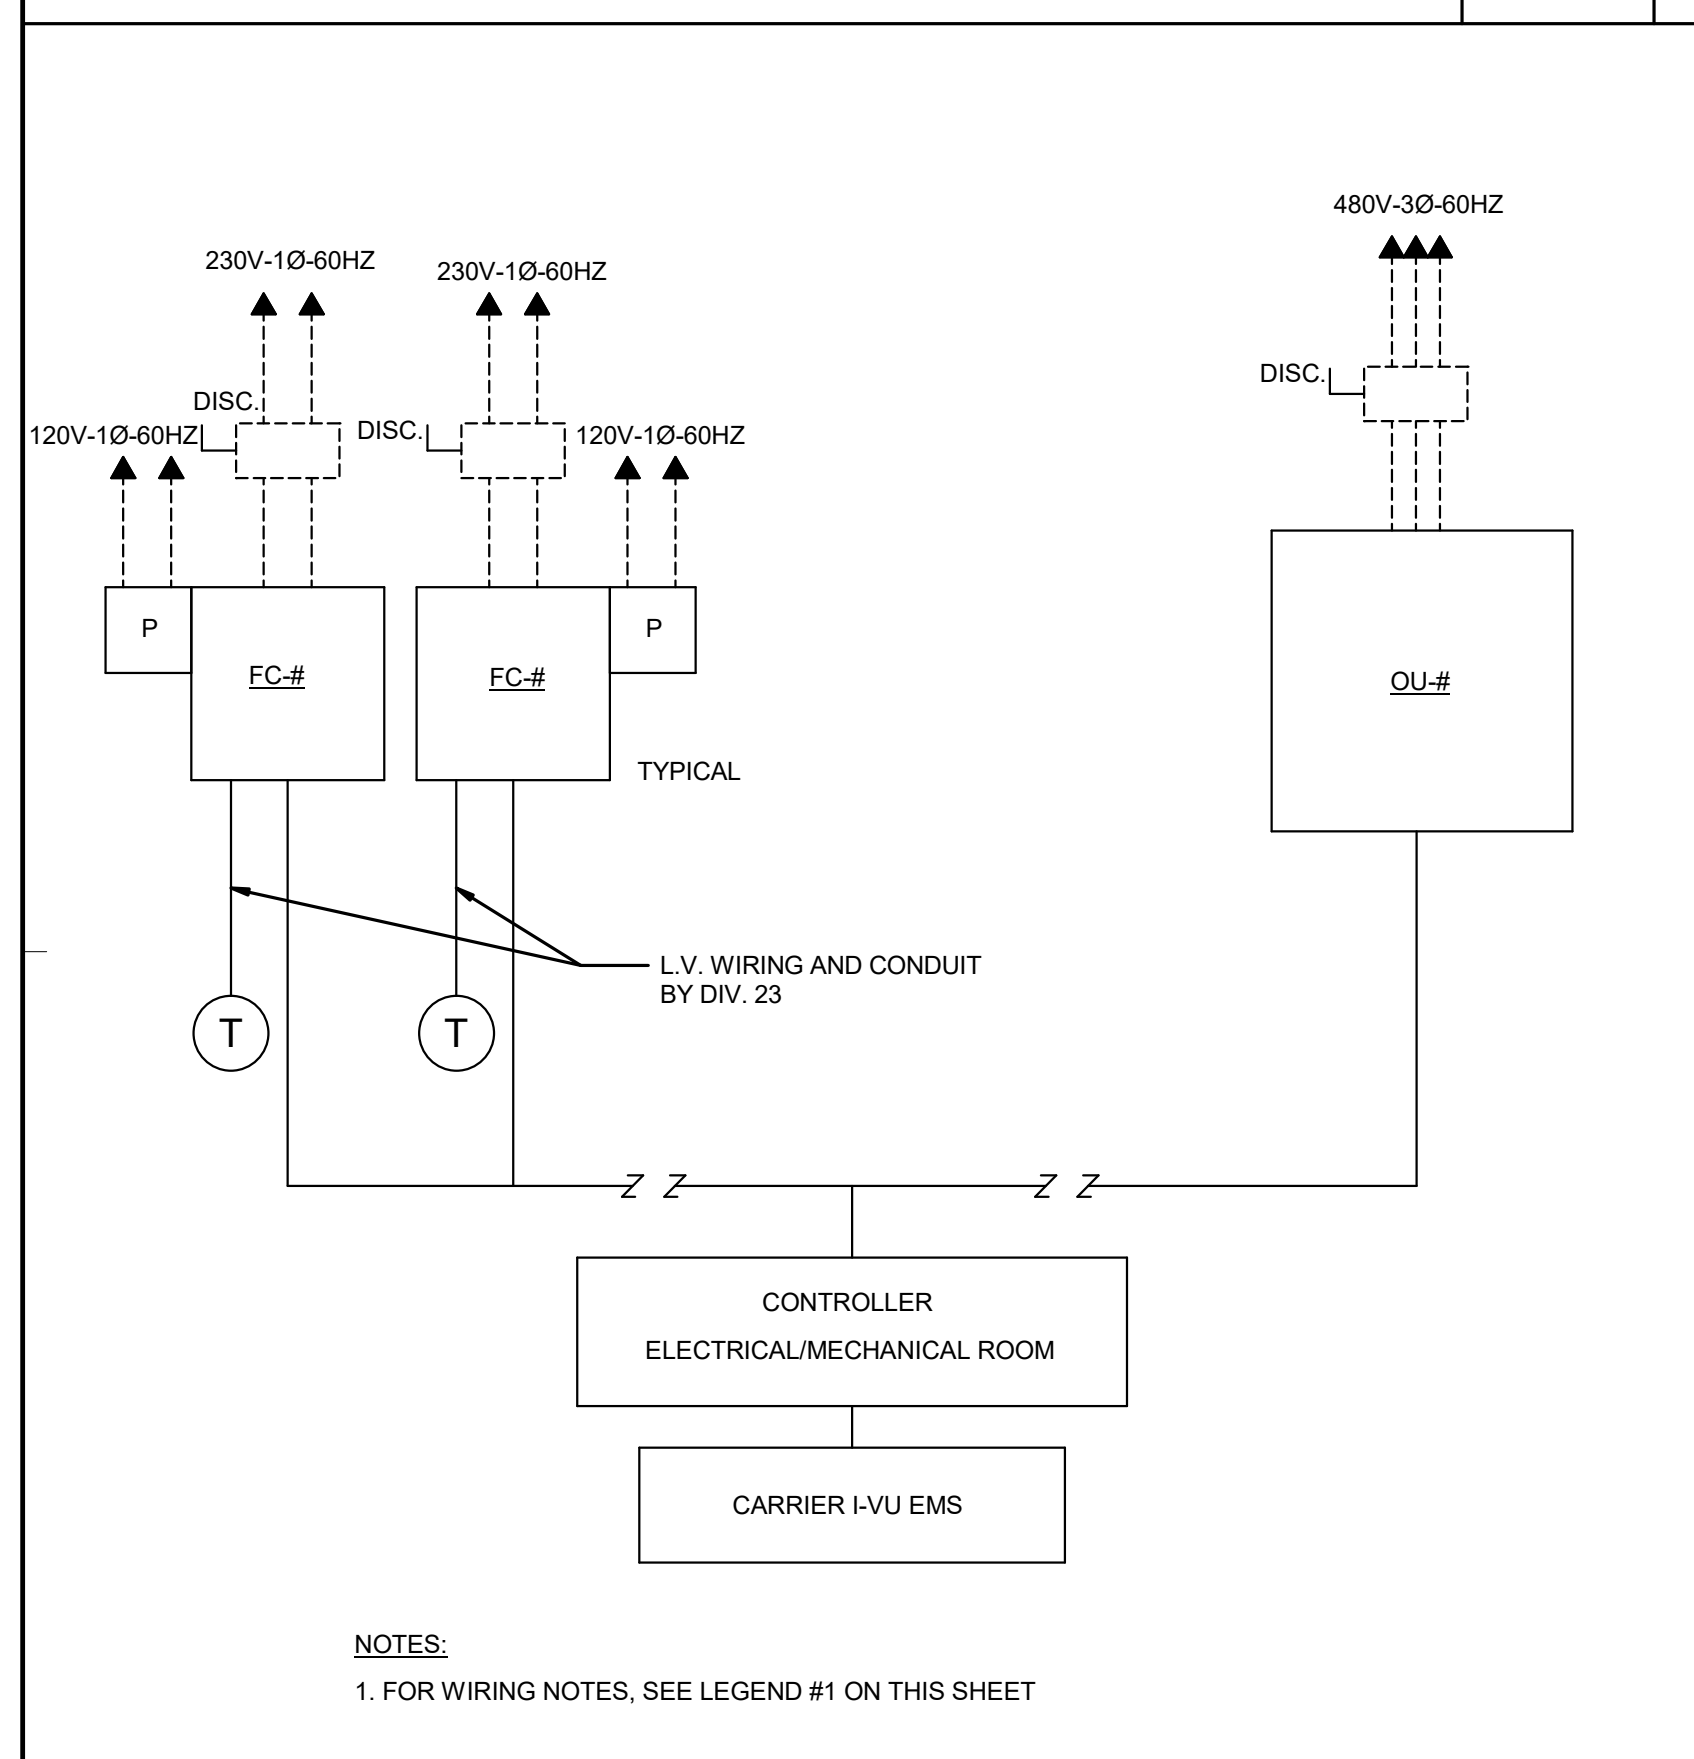 480V-3Ø-60HZ
230V-1Ø-60HZ
230V-1Ø-60HZ
DISC.
DISC.
DISC.
120V-1Ø-60HZ
120V-1Ø-60HZ
P
FC-#
FC-#
P
OU-#
TYPICAL
L.V. WIRING AND CONDUIT
BY DIV. 23
T
T
CONTROLLER
ELECTRICAL/MECHANICAL ROOM
CARRIER I-VU EMS
NOTES:
1. FOR WIRING NOTES, SEE LEGEND #1 ON THIS SHEET